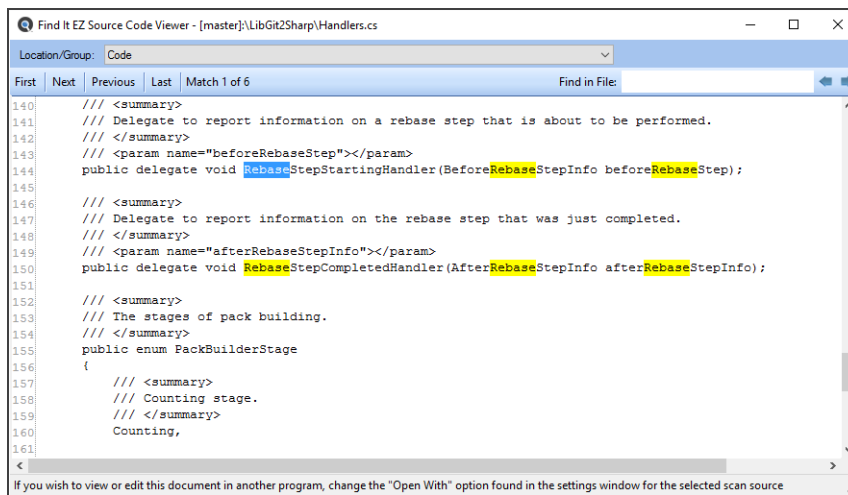 Find It EZ Source Code Viewer - [master]:\LibGit2Sharp\Handlers.cs
Location/Group: Code
First Next Previous Last Match 1 of 6 Find in File:
140 /// <summary>
141 /// Delegate to report information on a rebase step that is about to be performed.
142 /// </summary>
143 /// <param name="beforeRebaseStep"></param>
144 public delegate void RebaseStepStartingHandler(BeforeRebaseStepInfo beforeRebaseStep);
145
146 /// <summary>
147 /// Delegate to report information on the rebase step that was just completed.
148 /// </summary>
149 /// <param name="afterRebaseStepInfo"></param>
150 public delegate void RebaseStepCompletedHandler(AfterRebaseStepInfo afterRebaseStepInfo);
151
152 /// <summary>
153 /// The stages of pack building.
154 /// </summary>
155 public enum PackBuilderStage
156 {
157 /// <summary>
158 /// Counting stage.
159 /// </summary>
160 Counting,
161
If you wish to view or edit this document in another program, change the "Open With" option found in the settings window for the selected scan source